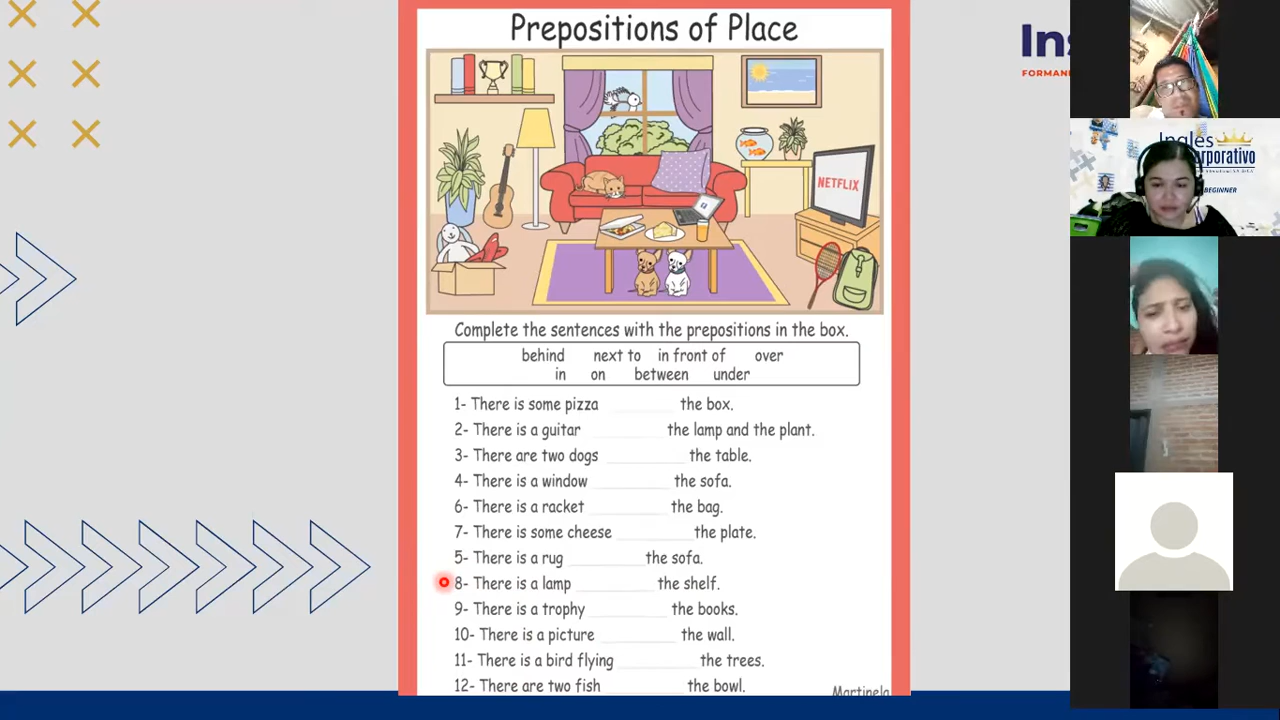 Prepositions of Place
NETFLIX
Complete the sentences with the prepositions in the box.
behind next to in front of over
in on between under
1- There is some pizza the box.
2- There is a guitar the lamp and the plant.
3- There are two dogs the table.
4- There is a window the sofa.
6- There is a racket the bag.
7- There is some cheese the plate.
5- There is a rug the sofa.
8- There is a lamp the shelf.
9- There is a trophy the books.
10- There is a picture the wall.
11- There is a bird flying the trees.
12- There are two fish the bowl.
Martinela
In
FORMAN
Ingles
rporativo
BEGINNER